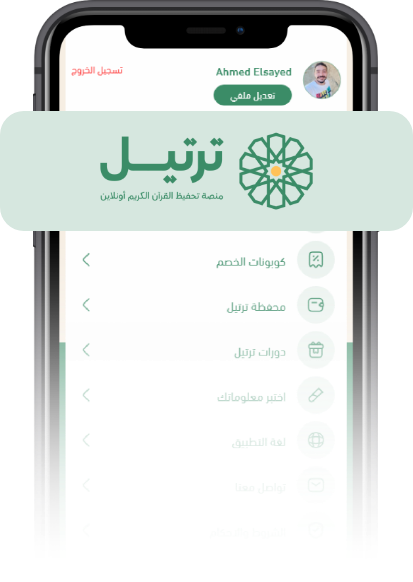 تسجيل الخروج
Ahmed Elsayed
تعديل ملفي
ترتيل
منصة تحفيظ القرآن الكريم أونلاين
كوبونات الخصم
محفظة ترتيل
دورات ترتيل
اختبر معلوماتك
لغة التطبيق
تواصل معنا